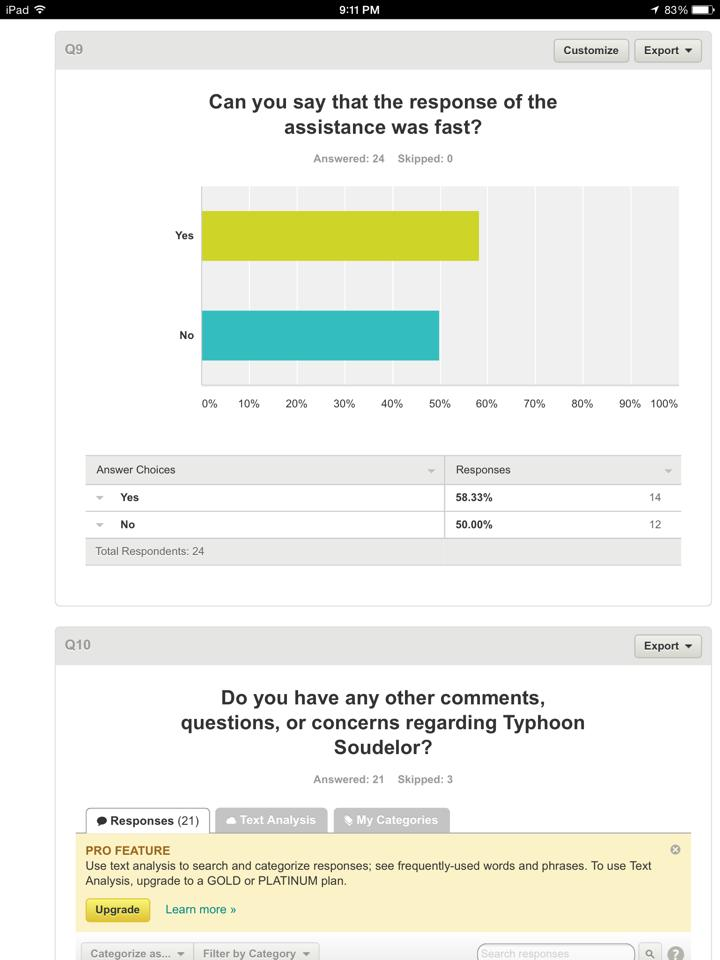 iPad 9:11 PM 83%
Q9 Customize Export
Can you say that the response of the
assistance was fast?
Answered: 24 Skipped: 0
Yes
No
0% 10% 20% 30% 40% 50% 60% 70% 80% 90% 100%
Answer Choices Responses
Yes 58.33% 14
No 50.00% 12
Total Respondents: 24
Q10 Export
Do you have any other comments,
questions, or concerns regarding Typhoon
Soudelor?
Answered: 21 Skipped: 3
Responses (21) Text Analysis My Categories
PRO FEATURE
Use text analysis to search and categorize responses; see frequently-used words and phrases. To use Text
Analysis, upgrade to a GOLD or PLATINUM plan.
Upgrade Learn more »
Categorize as... Filter by Category Search responses ?